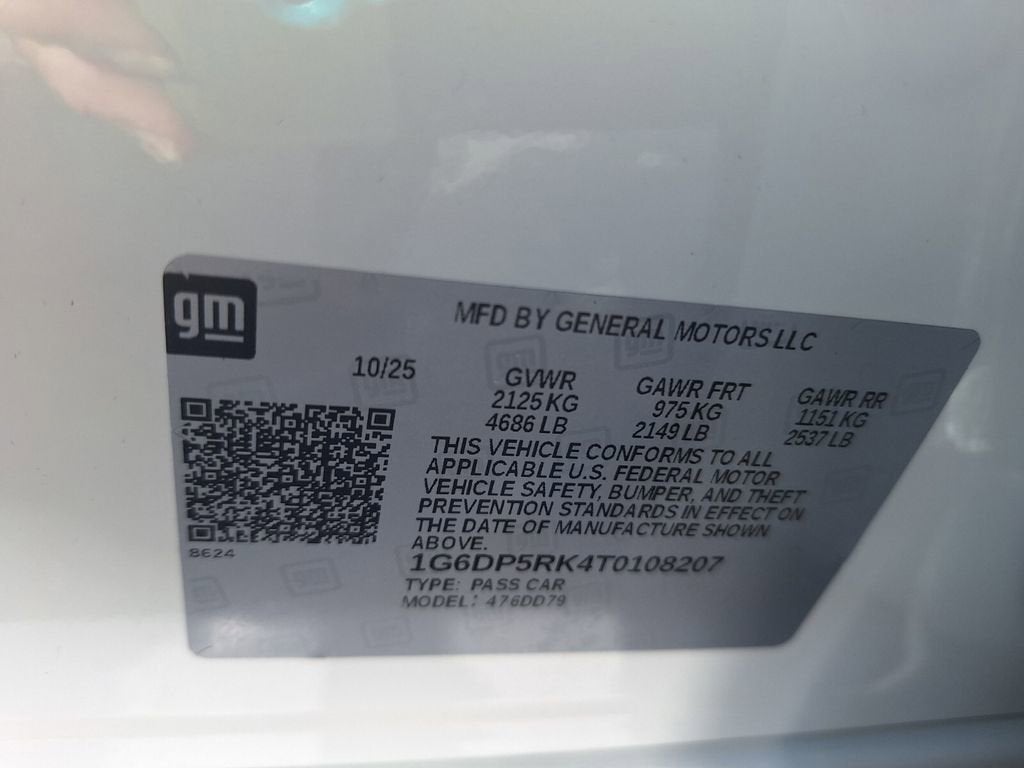 gm
MFD BY GENERAL MOTORS LLC
10/25
GVWR
2125 KG
4686 LB
GAWR FRT
975 KG
2149 LB
GAWR RR
1151 KG
2537 LB
THIS VEHICLE CONFORMS TO ALL
APPLICABLE U.S. FEDERAL MOTOR
VEHICLE SAFETY, BUMPER, AND THEFT
PREVENTION STANDARDS IN EFFECT ON
THE DATE OF MANUFACTURE SHOWN
ABOVE.
8624
1G6DP5RK4T0108207
TYPE: PASS CAR
MODEL: 476DD79